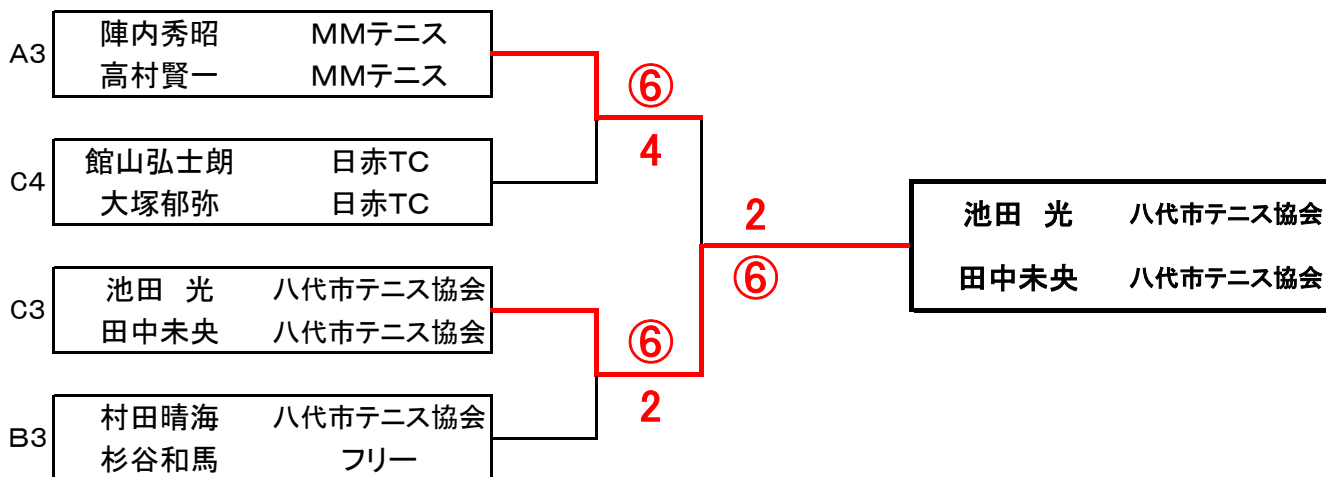 A3
陣内秀昭 MMテニス
高村賢一 MMテニス
⑥
4
C4
館山弘士朗 日赤TC
大塚郁弥 日赤TC
2
⑥
池田 光 八代市テニス協会
田中未央 八代市テニス協会
C3
池田 光 八代市テニス協会
田中未央 八代市テニス協会
⑥
2
B3
村田晴海 八代市テニス協会
杉谷和馬 フリー